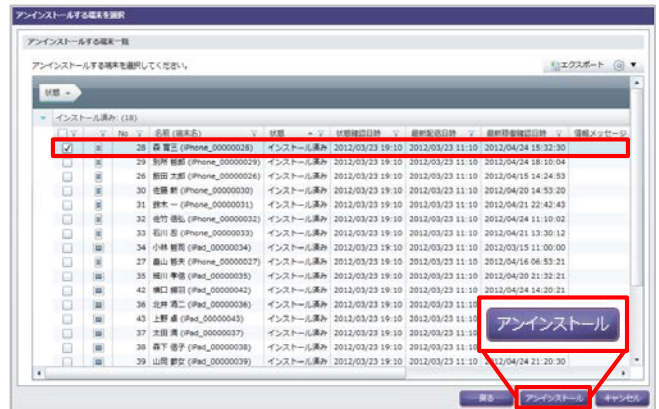 アンインストールする端末を選択
アンインストールする端末一覧
アンインストールする端末を選択してください。 エクスポート
状態
インストール済み: (18)
No 名前 (端末名) 状態 状態確認日時 最新配信日時 最新稼働確認日時 情報メッセージ
28 森 富三 (iPhone_00000028) インストール済み 2012/03/23 19:10 2012/03/23 11:10 2012/04/24 15:32:30
29 別所 哲郎 (iPhone_00000029) インストール済み 2012/03/23 19:10 2012/03/23 11:10 2012/04/24 18:10:04
26 飯田 太郎 (iPhone_00000026) インストール済み 2012/03/23 19:10 2012/03/23 11:10 2012/04/15 14:24:53
30 佐藤 新 (iPhone_00000030) インストール済み 2012/03/23 19:10 2012/03/23 11:10 2012/04/20 14:53:20
31 鈴木 一 (iPhone_00000031) インストール済み 2012/03/23 19:10 2012/03/23 11:10 2012/04/21 22:42:43
32 佐竹 信弘 (iPhone_00000032) インストール済み 2012/03/23 19:10 2012/03/23 11:10 2012/04/24 11:10:02
33 石川 忍 (iPhone_00000033) インストール済み 2012/03/23 19:10 2012/03/23 11:10 2012/04/21 13:30:12
34 小林 (iPad_00000034) インストール済み 2012/03/23 19:10 2012/03/23 11:10 2012/03/15 11:00:00
27 畠山 哲夫 (iPhone_00000027) インストール済み 2012/03/23 19:10 2012/03/23 11:10 2012/04/16 06:53:21
35 細川 孝信 (iPad_00000035) インストール済み 2012/03/23 19:10 2012/03/23 11:10 2012/04/20 21:32:21
42 横口 (iPad_00000042) インストール済み 2012/03/23 19:10 2012/03/23 11:10 2012/04/24 14:20:21
36 北井 (iPad_00000036) インストール済み 2012/03/23 19:10 2012/03/23 11:10
43 上野 卓 (iPad_00000043) インストール済み 2012/03/23 19:10 2012/03/23 11:10
37 太田 清 (iPad_00000037) インストール済み 2012/03/23 19:10 2012/03/23 11:10
38 森下 信子 (iPad_00000038) インストール済み 2012/03/23 19:10 2012/03/23 11:10
39 山岡 (iPad_00000039) インストール済み 2012/03/23 19:10 2012/03/23 11:10 2012/04/24 21:20:30
アンインストール
戻る アンインストール キャンセル